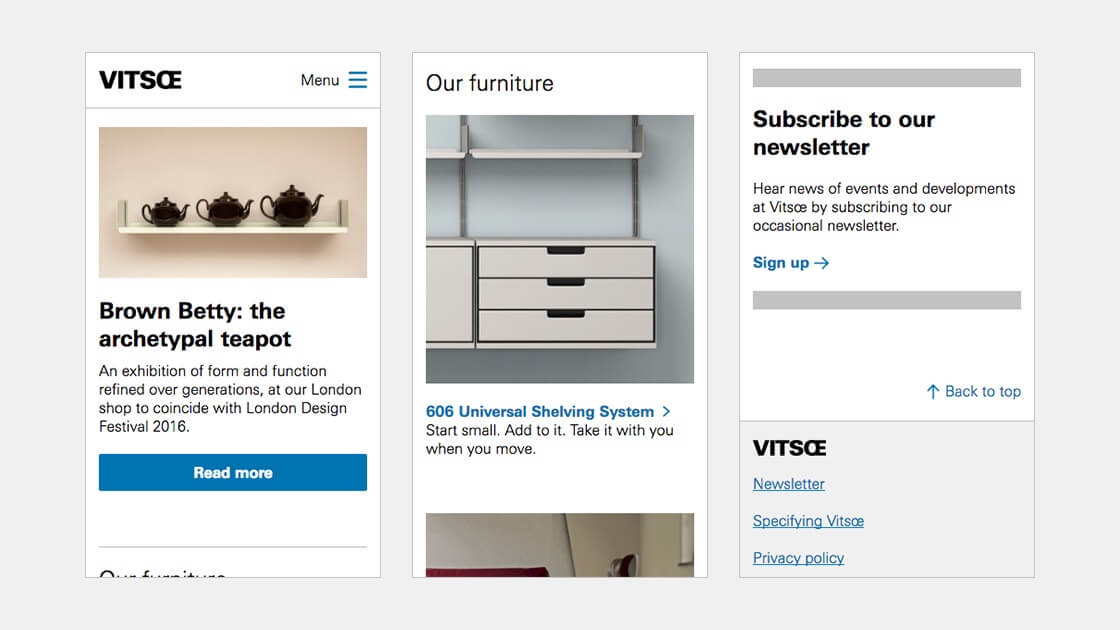 VITSŒ
Menu
Brown Betty: the
archetypal teapot
An exhibition of form and function
refined over generations, at our London
shop to coincide with London Design
Festival 2016.
Read more
Our furniture
Our furniture
606 Universal Shelving System
Start small. Add to it. Take it with you
when you move.
Subscribe to our
newsletter
Hear news of events and developments
at Vitsœ by subscribing to our
occasional newsletter.
Sign up →
↑ Back to top
VITSŒ
Newsletter
Specifying Vitsœ
Privacy policy